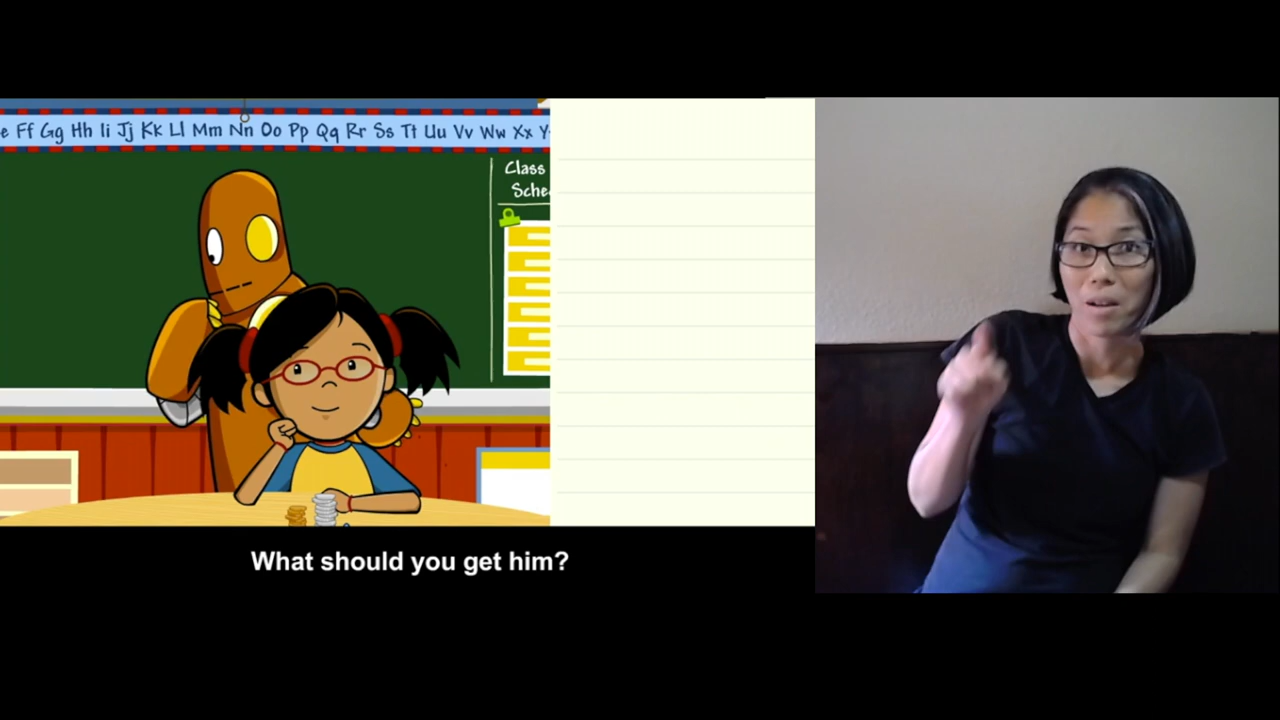 e Ff Gg Hh Ii Jj Kk Ll Mm Nn Oo Pp Qq Rr Ss Tt Uu Vv Ww Xx Y
Class
Sche
What should you get him?